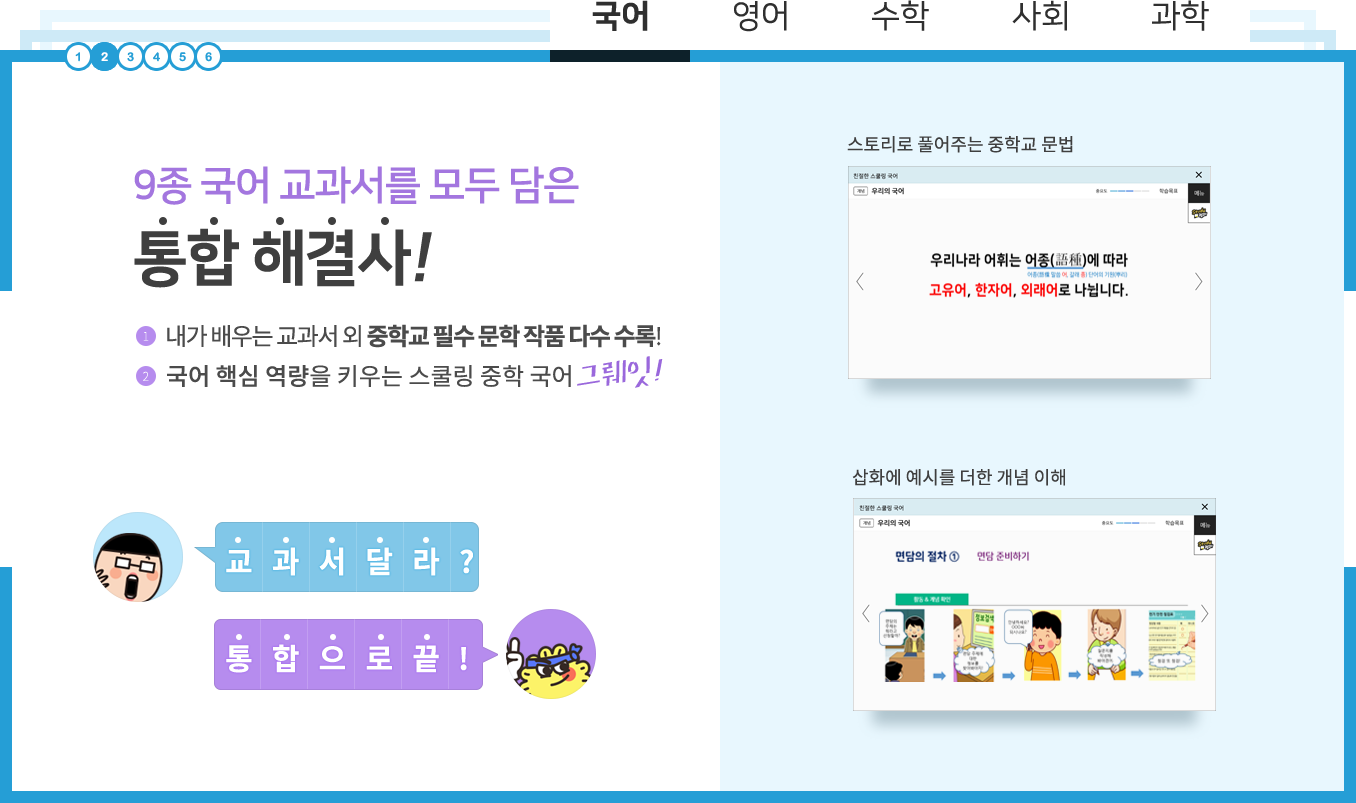 국어 영어 수학 사회 과학
1 2 3 4 5 6
9종 국어 교과서를 모두 담은
통합 해결사!
1 내가 배우는 교과서 외 중학교 필수 문학 작품 다수 수록!
2 국어 핵심 역량을 키우는 스쿨링 중학 국어 그뤠잇!
교과서달라?
통합으로끝!
스토리로 풀어주는 중학교 문법
친절한 스쿨링 국어
개념 우리의 국어 중요도 학습목표 메뉴
우리나라 어휘는 어종(語種)에 따라
고유어, 한자어, 외래어로 나뉩니다.
삽화에 예시를 더한 개념 이해
친절한 스쿨링 국어
개념 우리의 국어 중요도 학습목표 메뉴
면담의 절차 ① 면담 준비하기
활동 & 개념 확인
정보검색